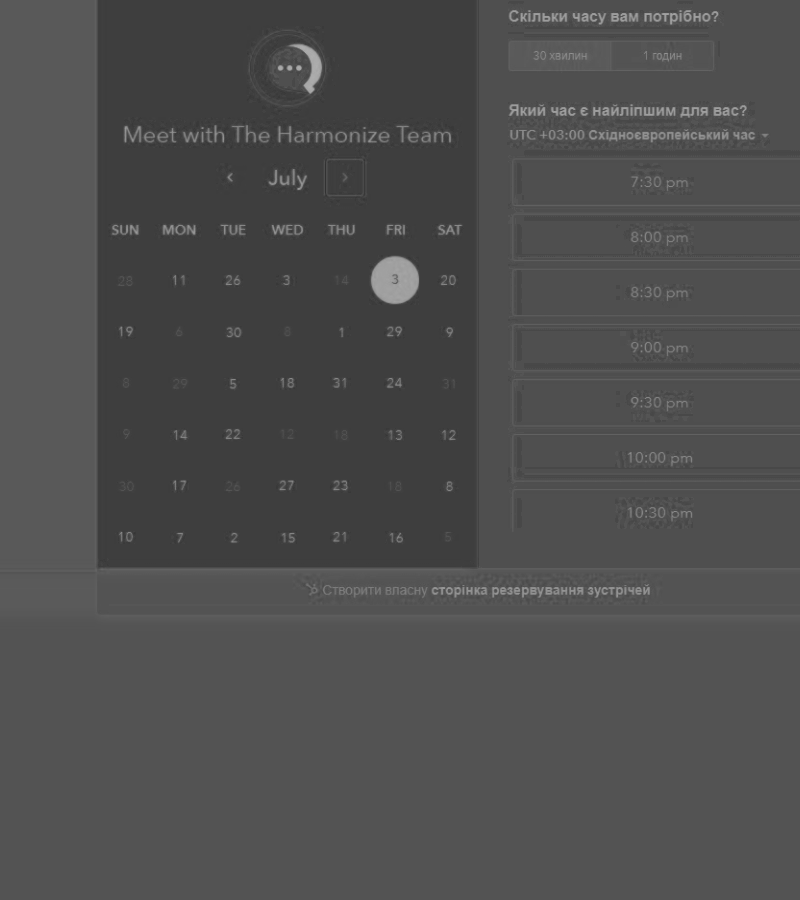 Meet with The Harmonize Team
‹ July ›
SUN MON TUE WED THU FRI SAT
28 11 26 3 14 3 20
19 6 30 8 1 29 9
8 29 5 18 31 24 31
9 14 22 12 18 13 12
30 17 26 27 23 18 8
10 7 2 15 21 16 5
Скільки часу вам потрібно?
30 хвилин 1 годин
Який час є найліпшим для вас?
UTC +03:00 Східноєвропейський час
7:30 pm
8:00 pm
8:30 pm
9:00 pm
9:30 pm
10:00 pm
10:30 pm
Створити власну сторінка резервування зустрічей